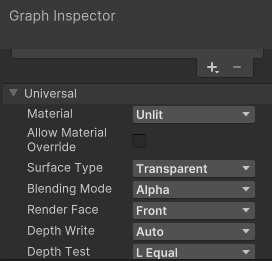 Graph Inspector
+ −
Universal
Material Unlit
Allow Material
Override
Surface Type Transparent
Blending Mode Alpha
Render Face Front
Depth Write Auto
Depth Test L Equal